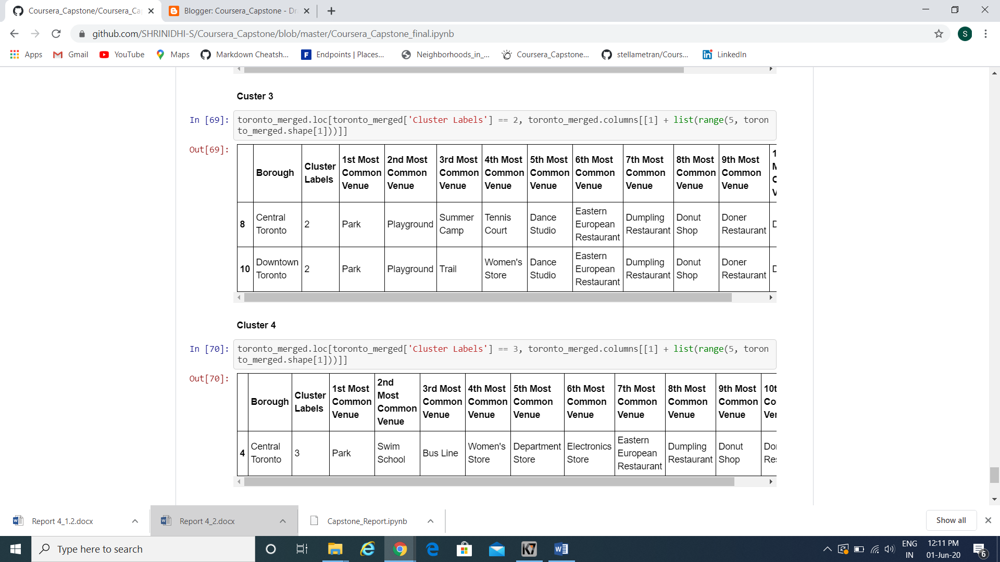 Coursera_Capstone/Coursera_Ca
Blogger: Coursera_Capstone - Dr
github.com/SHRINIDHI-S/Coursera_Capstone/blob/master/Coursera_Capstone_final.ipynb
S
Apps Gmail YouTube Maps Markdown Cheatsh... Endpoints | Places... Neighborhoods_in_... Coursera_Capstone... stellametran/Cours... LinkedIn
Custer 3
In [69]: toronto_merged.loc[toronto_merged['Cluster Labels'] == 2, toronto_merged.columns[[1] + list(range(5, toron
to_merged.shape[1]))]]
Out[69]:
Borough Cluster Labels 1st Most Common Venue 2nd Most Common Venue 3rd Most Common Venue 4th Most Common Venue 5th Most Common Venue 6th Most Common Venue 7th Most Common Venue 8th Most Common Venue 9th Most Common Venue
8 Central Toronto 2 Park Playground Summer Camp Tennis Court Dance Studio Eastern European Restaurant Dumpling Restaurant Donut Shop Doner Restaurant
10 Downtown Toronto 2 Park Playground Trail Women's Store Dance Studio Eastern European Restaurant Dumpling Restaurant Donut Shop Doner Restaurant
Cluster 4
In [70]: toronto_merged.loc[toronto_merged['Cluster Labels'] == 3, toronto_merged.columns[[1] + list(range(5, toron
to_merged.shape[1]))]]
Out[70]:
Borough Cluster Labels 1st Most Common Venue 2nd Most Common Venue 3rd Most Common Venue 4th Most Common Venue 5th Most Common Venue 6th Most Common Venue 7th Most Common Venue 8th Most Common Venue 9th Most Common Venue
4 Central Toronto 3 Park Swim School Bus Line Women's Store Department Store Electronics Store Eastern European Restaurant Dumpling Restaurant Donut Shop
Report 4_1.2.docx Report 4_2.docx Capstone_Report.ipynb Show all
Type here to search
ENG
IN
12:11 PM
01-Jun-20
6